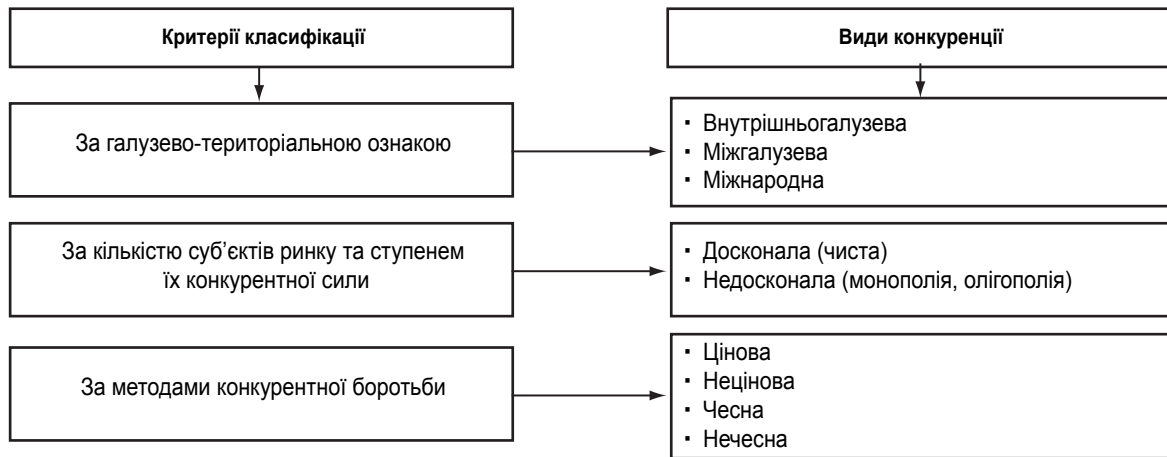 Критерії класифікації
Види конкуренції
За галузево-територіальною ознакою
▪ Внутрішньогалузева
▪ Міжгалузева
▪ Міжнародна
За кількістю суб’єктів ринку та ступенем
їх конкурентної сили
▪ Досконала (чиста)
▪ Недосконала (монополія, олігополія)
За методами конкурентної боротьби
▪ Цінова
▪ Нецінова
▪ Чесна
▪ Нечесна